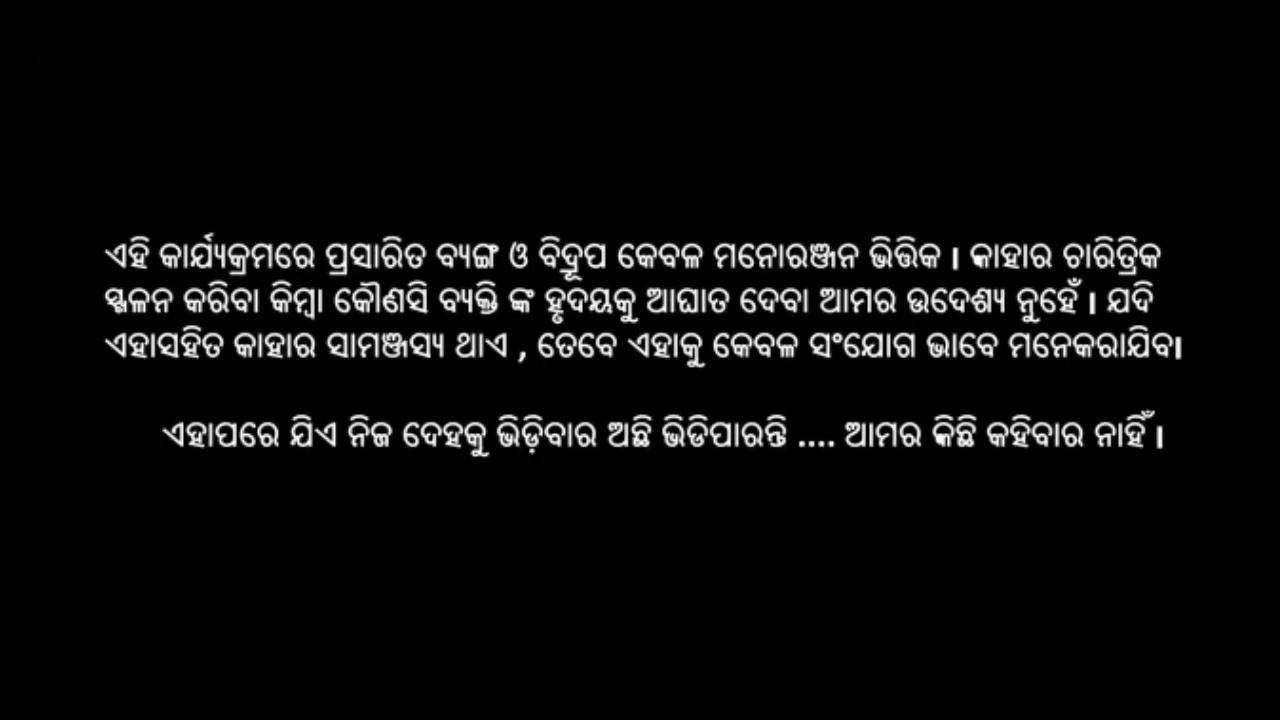 ଏହି କାର୍ଯ୍ୟକ୍ରମରେ ପ୍ରସାରିତ ବ୍ୟଙ୍ଗ ଓ ବିଦ୍ରୂପ କେବଳ ମନୋରଞ୍ଜନ ଭିତ୍ତିକ । କାହାର ଚାରିତ୍ରିକ
ସ୍ଖଳନ କରିବା କିମ୍ବା କୌଣସି ବ୍ୟକ୍ତି ଙ୍କ ହୃଦୟକୁ ଆଘାତ ଦେବା ଆମର ଉଦେଶ୍ୟ ନୁହେଁ । ଯଦି
ଏହାସହିତ କାହାର ସାମଞ୍ଜସ୍ୟ ଥାଏ , ତେବେ ଏହାକୁ କେବଳ ସଂଯୋଗ ଭାବେ ମନେକରାଯିବ।
ଏହାପରେ ଯିଏ ନିଜ ଦେହକୁ ଭିଡ଼ିବାର ଅଛି ଭିଡିପାରନ୍ତି .... ଆମର କିଛି କହିବାର ନାହିଁ ।